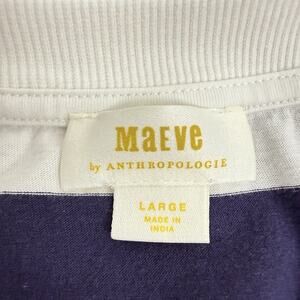 MaEVe
by ANTHROPOLOGIE
LARGE
MADE IN
INDIA